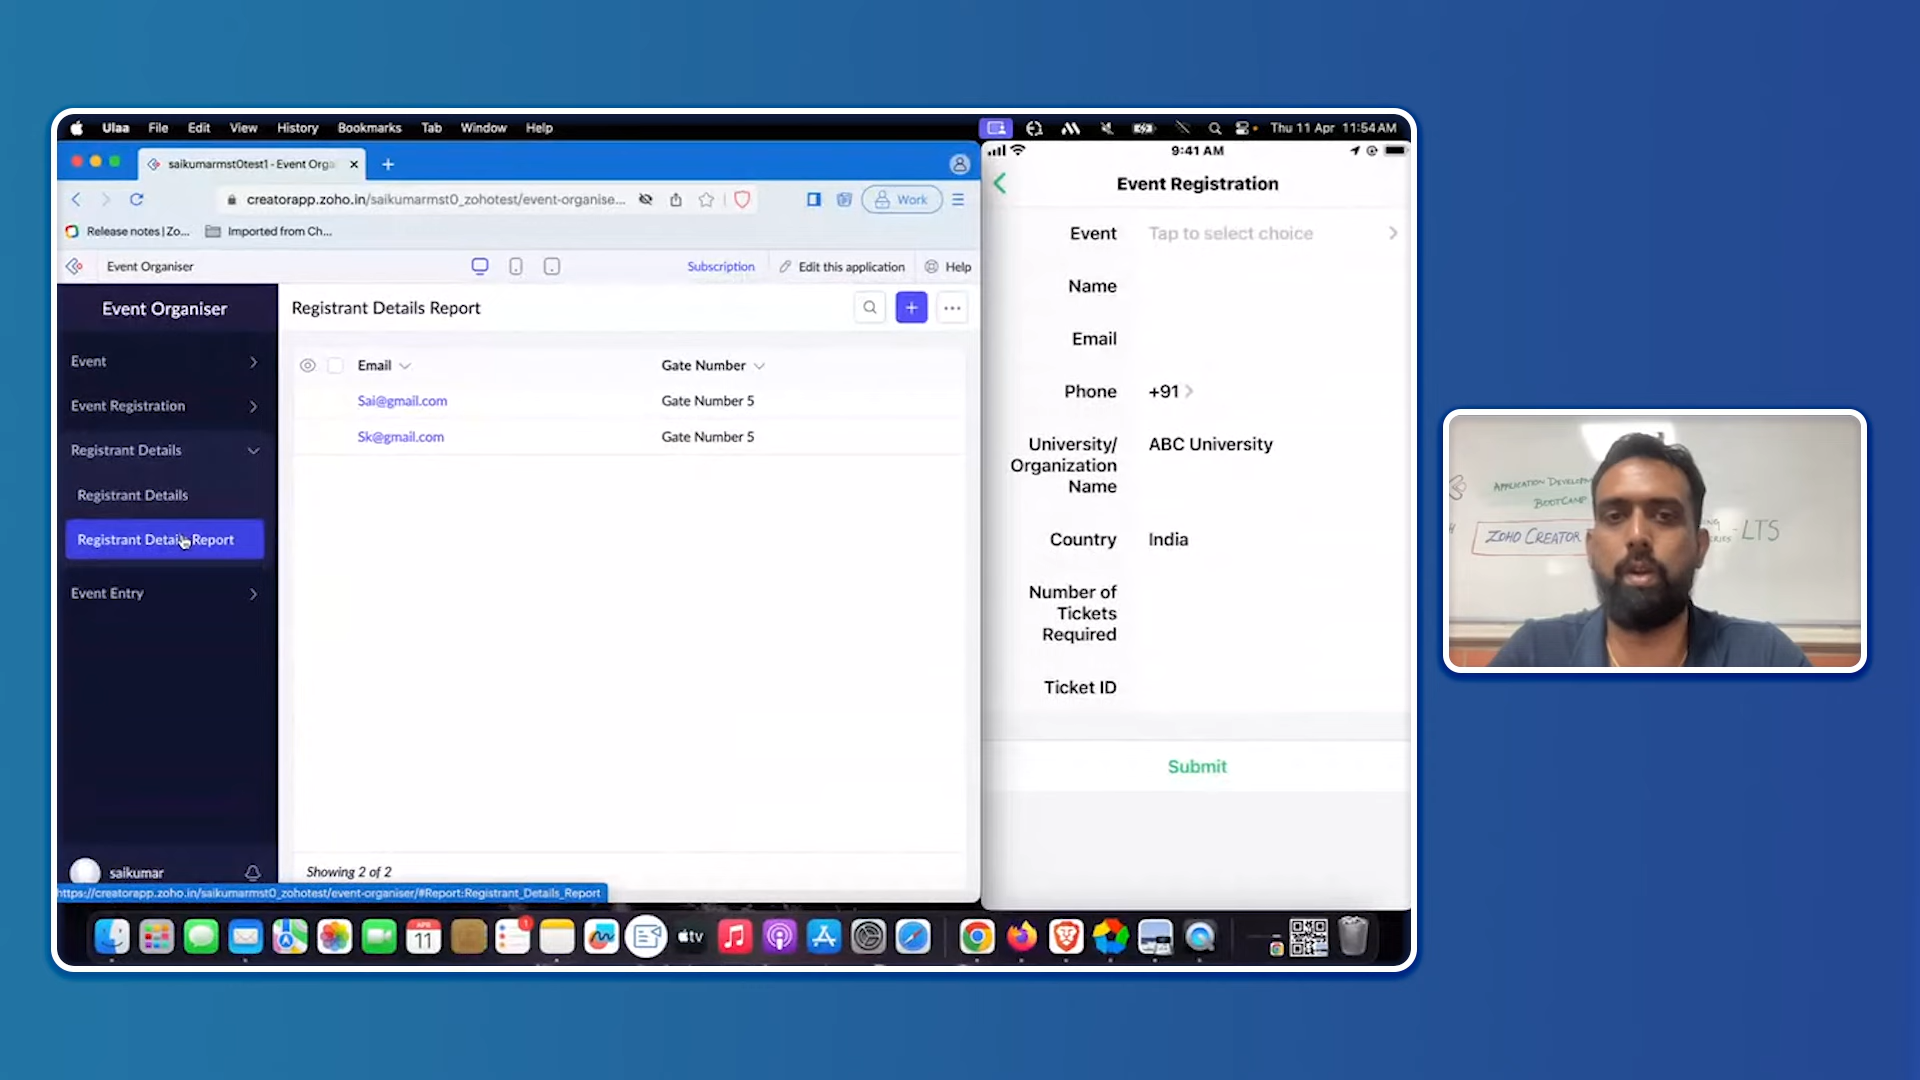 Ulaa File Edit View History Bookmarks Tab Window Help
Thu 11 Apr 11:54 AM
saikumarmst0test1 - Event Orga
creatorapp.zoho.in/saikumarmst0_zohotest/event-organise...
Work
Release notes | Zo...
Imported from Ch...
Event Organiser
Subscription
Edit this application
Help
Event Organiser
Event
Event Registration
Registrant Details
Registrant Details
Registrant Details Report
Event Entry
saikumar
Registrant Details Report
Email
Gate Number
Sai@gmail.com
Gate Number 5
Sk@gmail.com
Gate Number 5
Showing 2 of 2
https://creatorapp.zoho.in/saikumarmst0_zohotest/event-organiser/#Report:Registrant_Details_Report
APR
11
1
tv
9:41 AM
Event Registration
Event
Tap to select choice
Name
Email
Phone
+91
University/
Organization
Name
ABC University
Country
India
Number of
Tickets
Required
Ticket ID
Submit
BOOTCAMP
ZOHO CREATOR
LTS